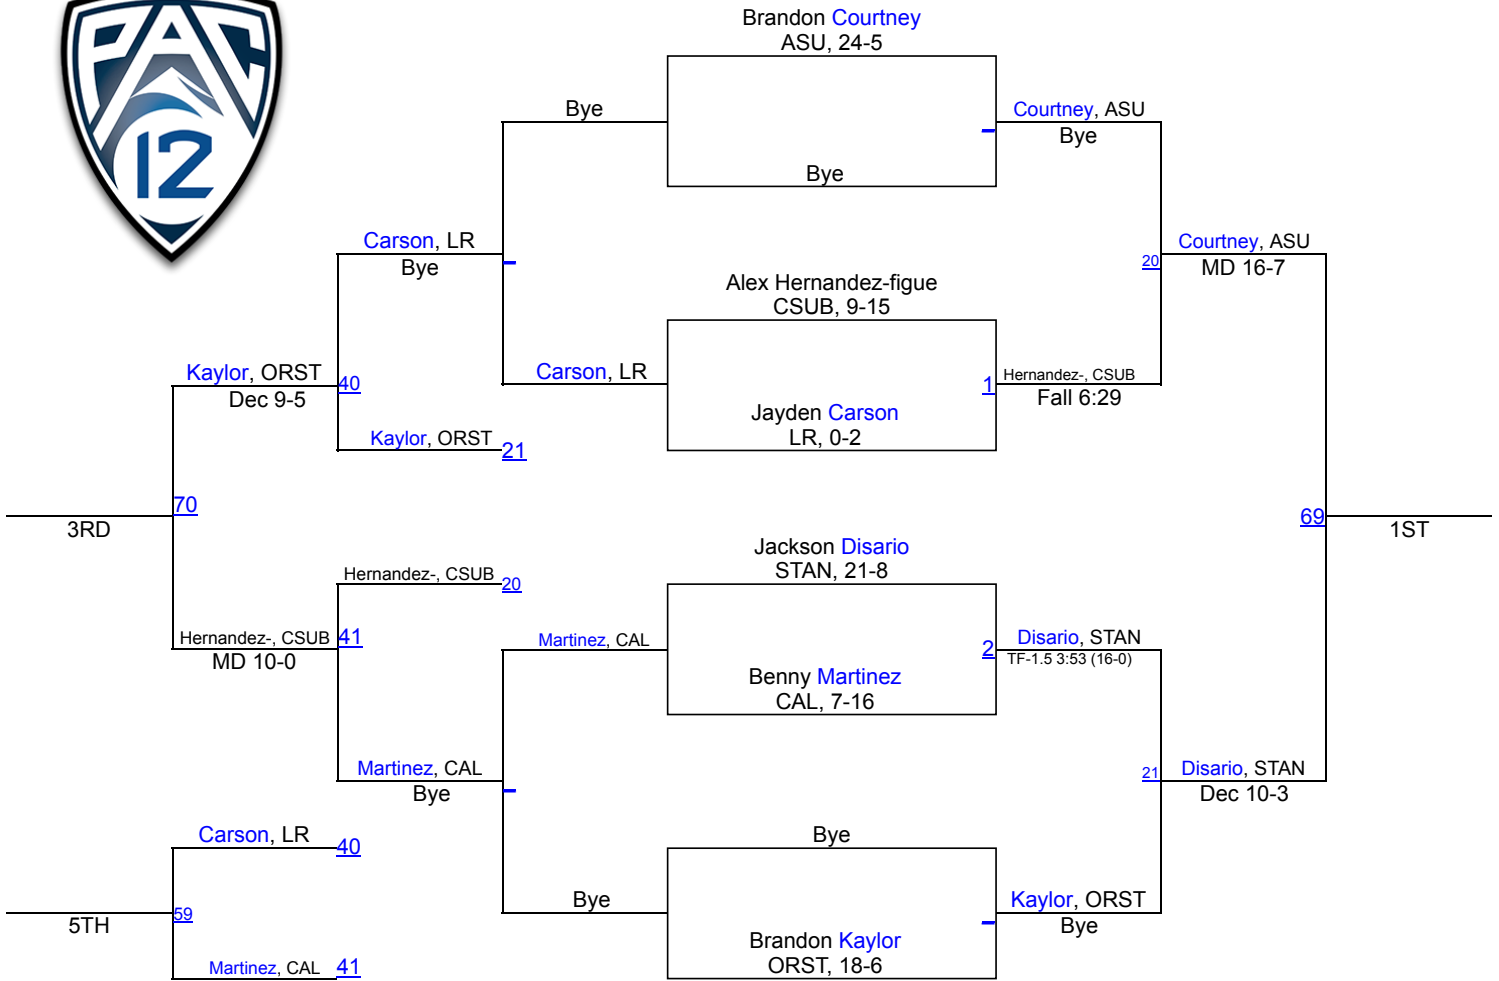 PAC
12
Brandon Courtney
ASU, 24-5
Bye
Courtney, ASU
Bye
Bye
Carson, LR
Bye
Courtney, ASU
20
MD 16-7
Alex Hernandez-figue
CSUB, 9-15
Kaylor, ORST
40
Dec 9-5
Carson, LR
1
Hernandez-, CSUB
Fall 6:29
Jayden Carson
LR, 0-2
Kaylor, ORST
21
70
3RD
69
1ST
Jackson Disario
STAN, 21-8
Hernandez-, CSUB
20
Hernandez-, CSUB
41
MD 10-0
Martinez, CAL
2
Disario, STAN
TF-1.5 3:53 (16-0)
Benny Martinez
CAL, 7-16
Martinez, CAL
Bye
21
Disario, STAN
Dec 10-3
Carson, LR
40
Bye
59
5TH
Bye
Kaylor, ORST
Bye
Brandon Kaylor
ORST, 18-6
Martinez, CAL
41